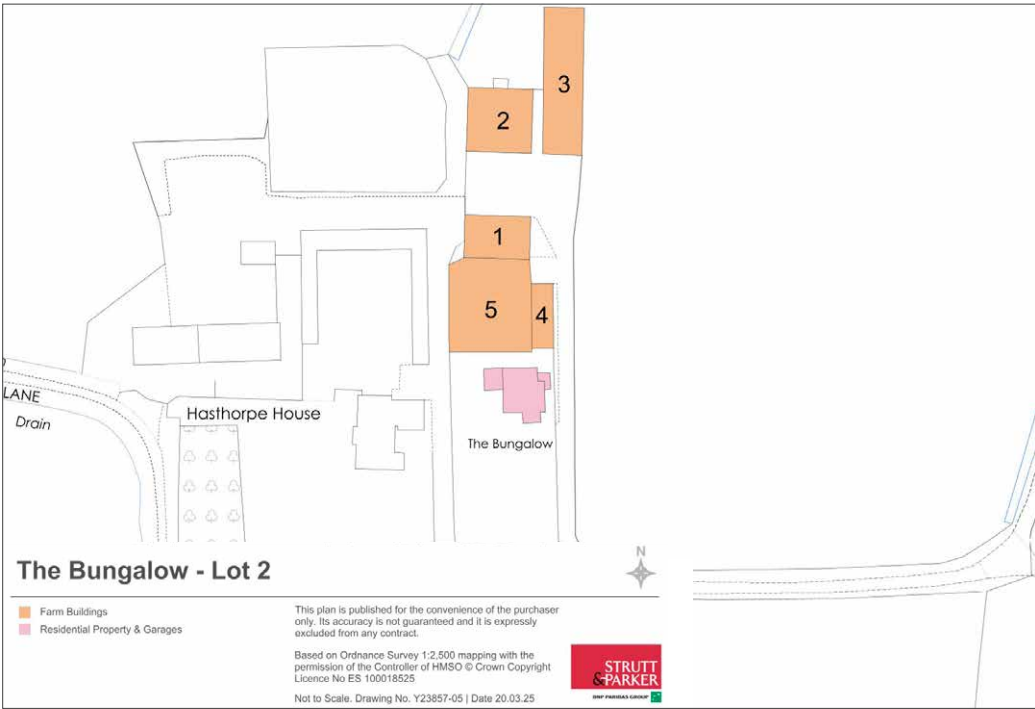 3
2
1
5
4
LANE
Drain
Hasthorpe House
The Bungalow
The Bungalow - Lot 2
N
Farm Buildings
Residential Property & Garages
This plan is published for the convenience of the purchaser
only. Its accuracy is not guaranteed and it is expressly
excluded from any contract.
Based on Ordnance Survey 1:2,500 mapping with the
permission of the Controller of HMSO © Crown Copyright
Licence No ES 100018525
Not to Scale. Drawing No. Y23857-05 | Date 20.03.25
STRUTT
&PARKER
BNP PARIBAS GROUP